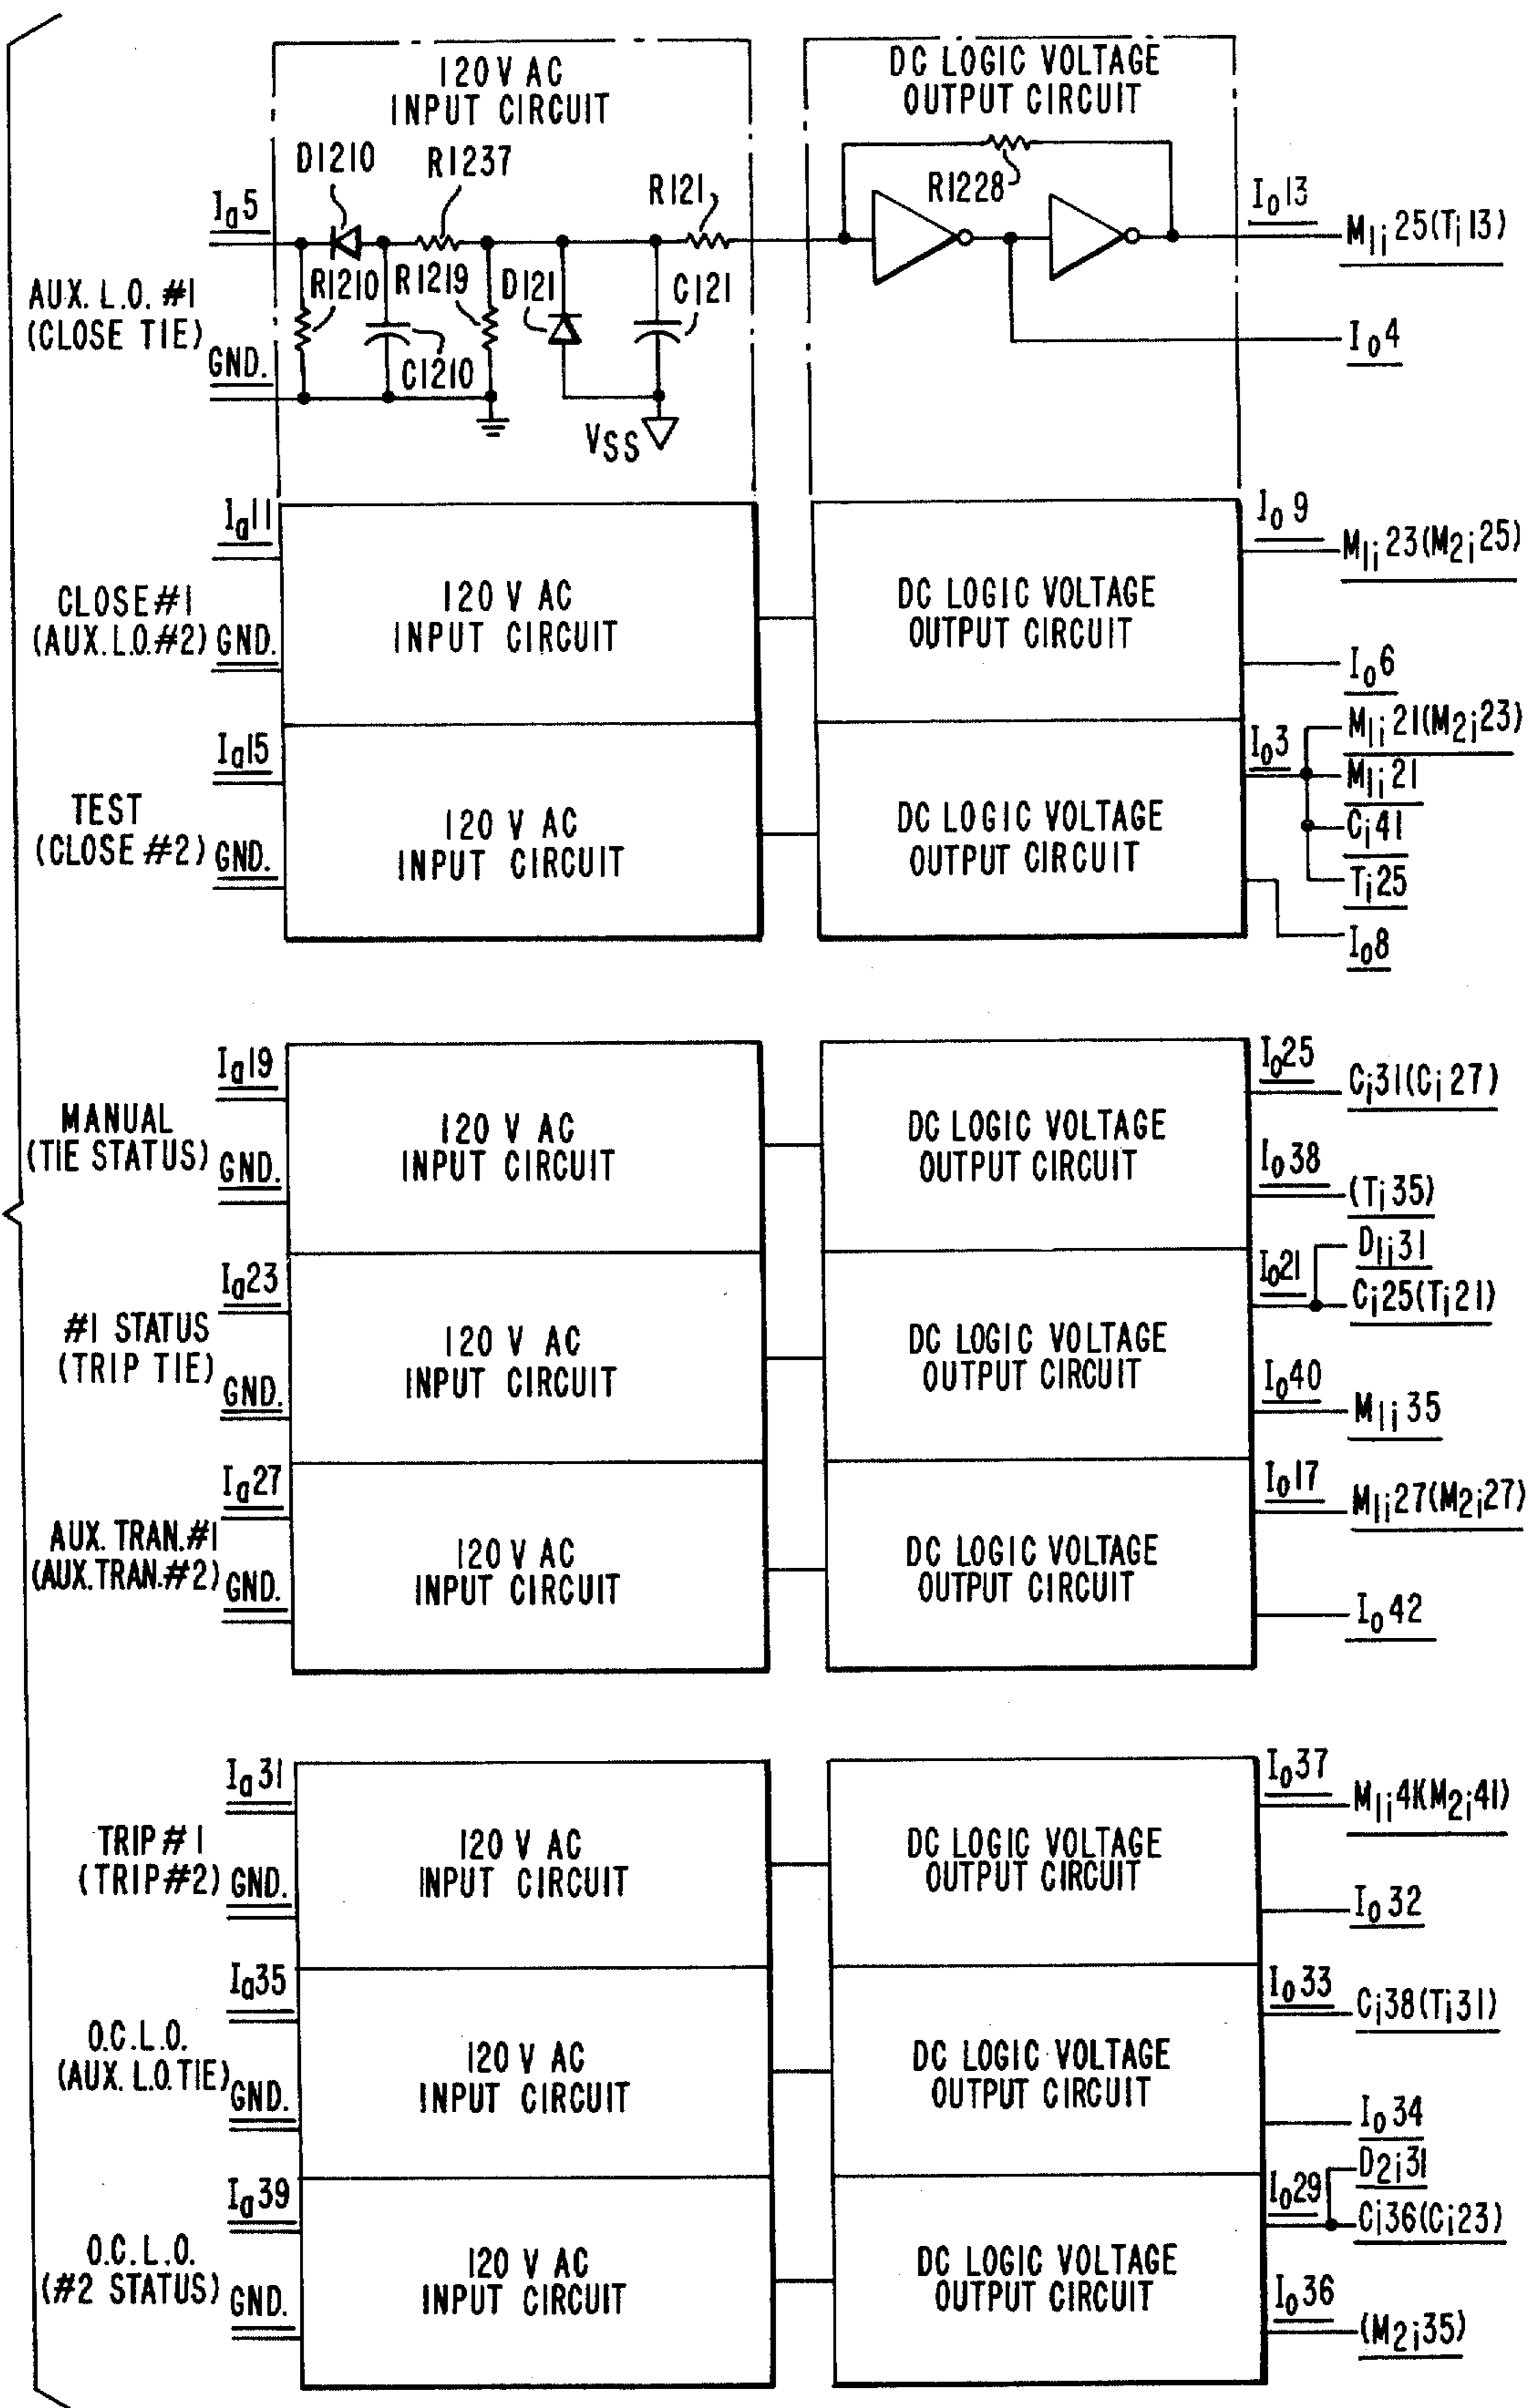 120V AC
INPUT CIRCUIT
DC LOGIC VOLTAGE
OUTPUT CIRCUIT
D1210
R1237
R121
R1228
Ia5
Io13
M1i25(Ti13)
AUX. L.O. #1
(CLOSE TIE)
R1210
R1219
D121
C121
GND.
C1210
VSS
Io4
Ia11
CLOSE#1
(AUX.L.O.#2) GND.
120 V AC
INPUT CIRCUIT
DC LOGIC VOLTAGE
OUTPUT CIRCUIT
Io9
M1i23(M2i25)
Io6
Ia15
TEST
(CLOSE #2) GND.
120 V AC
INPUT CIRCUIT
DC LOGIC VOLTAGE
OUTPUT CIRCUIT
Io3
M1i21(M2i23)
M1i21
Ci41
Ti25
Io8
Ia19
MANUAL
(TIE STATUS) GND.
120 V AC
INPUT CIRCUIT
DC LOGIC VOLTAGE
OUTPUT CIRCUIT
Io25
Ci31(Ci27)
Io38
(Ti35)
Ia23
#1 STATUS
(TRIP TIE) GND.
120 V AC
INPUT CIRCUIT
DC LOGIC VOLTAGE
OUTPUT CIRCUIT
Io21
D1i31
Ci25(Ti21)
Io40
M1i35
Ia27
AUX. TRAN.#1
(AUX.TRAN.#2) GND.
120 V AC
INPUT CIRCUIT
DC LOGIC VOLTAGE
OUTPUT CIRCUIT
Io17
M1i27(M2i27)
Io42
Ia31
TRIP#1
(TRIP#2) GND.
120 V AC
INPUT CIRCUIT
DC LOGIC VOLTAGE
OUTPUT CIRCUIT
Io37
M1i41(M2i41)
Io32
Ia35
O.C.L.O.
(AUX. L.O.TIE) GND.
120 V AC
INPUT CIRCUIT
DC LOGIC VOLTAGE
OUTPUT CIRCUIT
Io33
Ci38(Ti31)
Io34
Ia39
O.C.L.O.
(#2 STATUS) GND.
120 V AC
INPUT CIRCUIT
DC LOGIC VOLTAGE
OUTPUT CIRCUIT
Io29
D2i31
Ci36(Ci23)
Io36
(M2i35)